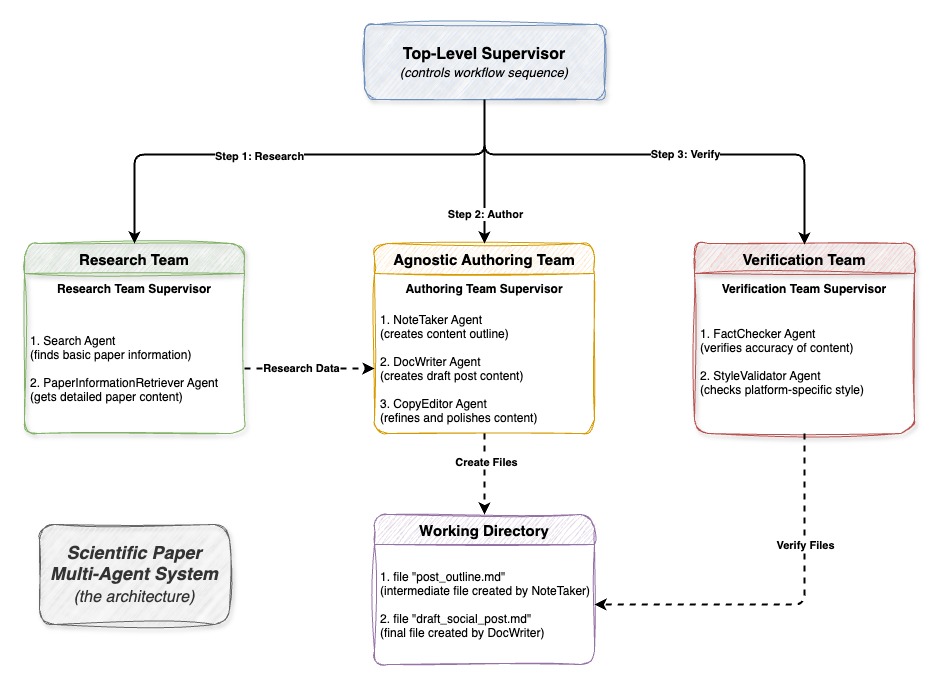 Top-Level Supervisor
(controls workflow sequence)
Step 1: Research
Step 3: Verify
Step 2: Author
Research Team
Research Team Supervisor
1. Search Agent
(finds basic paper information)
2. PaperInformationRetriever Agent
(gets detailed paper content)
Research Data
Agnostic Authoring Team
Authoring Team Supervisor
1. NoteTaker Agent
(creates content outline)
2. DocWriter Agent
(creates draft post content)
3. CopyEditor Agent
(refines and polishes content)
Verification Team
Verification Team Supervisor
1. FactChecker Agent
(verifies accuracy of content)
2. StyleValidator Agent
(checks platform-specific style)
Create Files
Verify Files
Working Directory
1. file "post_outline.md"
(intermediate file created by NoteTaker)
2. file "draft_social_post.md"
(final file created by DocWriter)
Scientific Paper
Multi-Agent System
(the architecture)